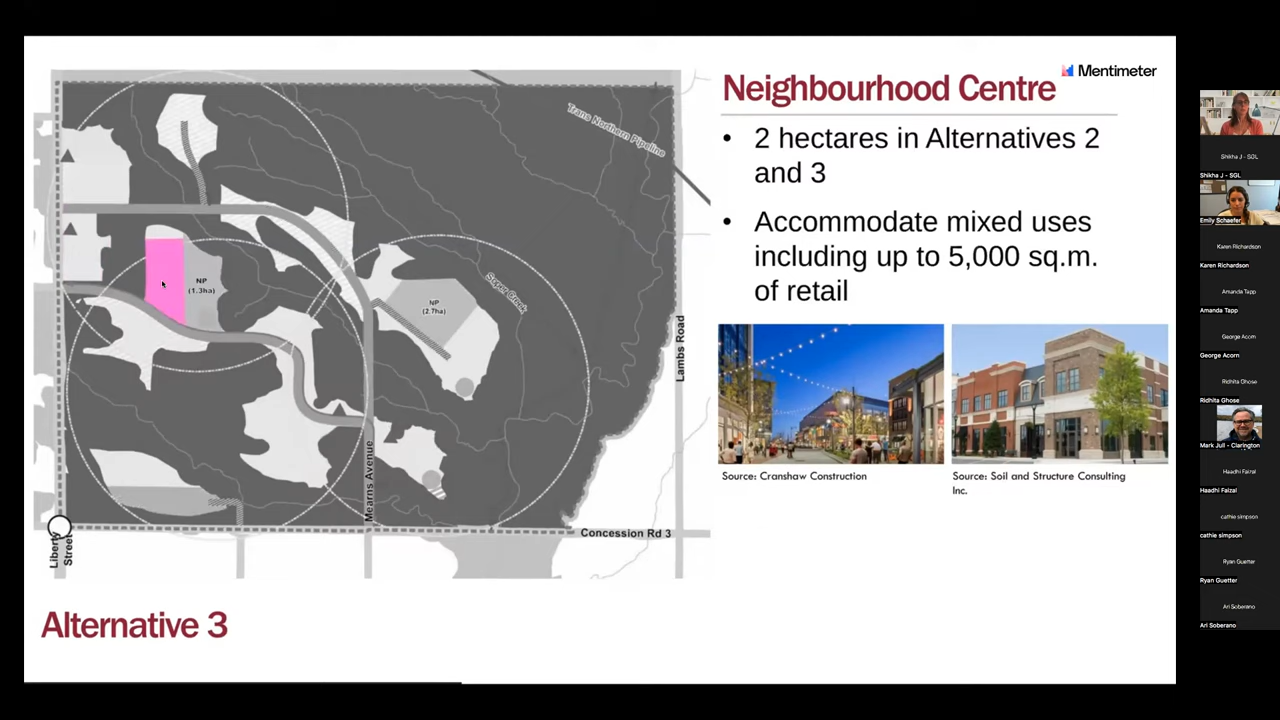 Neighbourhood Centre
Mentimeter
• 2 hectares in Alternatives 2
and 3
• Accommodate mixed uses
including up to 5,000 sq.m.
of retail
Source: Cranshaw Construction
Source: Soil and Structure Consulting
Inc.
Trans Northern Pipeline
NP
(1.3ha)
NP
(2.7ha)
Soper Creek
Lambs Road
Mearns Avenue
Liberty
Street
Concession Rd 3
Alternative 3
Shikha J - SGL
Shikha J - SGL
Emily Schaefer
Karen Richardson
Karen Richardson
Amanda Tapp
Amanda Tapp
George Acorn
George Acorn
Ridhita Ghose
Ridhita Ghose
Mark Jull - Clarington
Haadhi Faizal
Haadhi Faizal
cathie simpson
cathie simpson
Ryan Guetter
Ryan Guetter
Ari Soberano
Ari Soberano